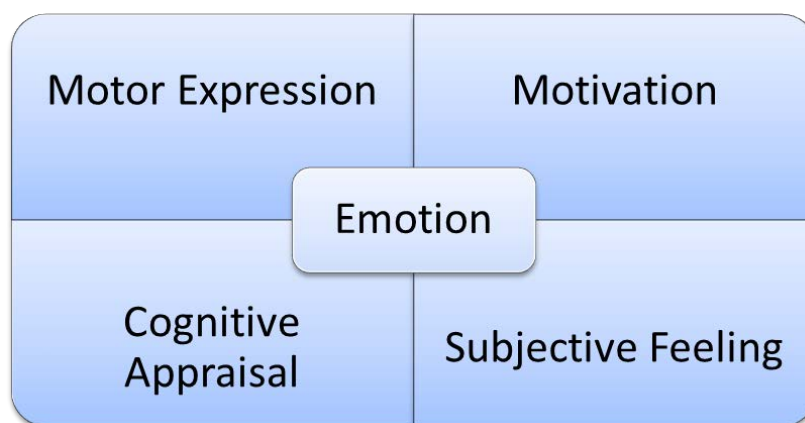 Motor Expression
Motivation
Emotion
Cognitive
Appraisal
Subjective Feeling